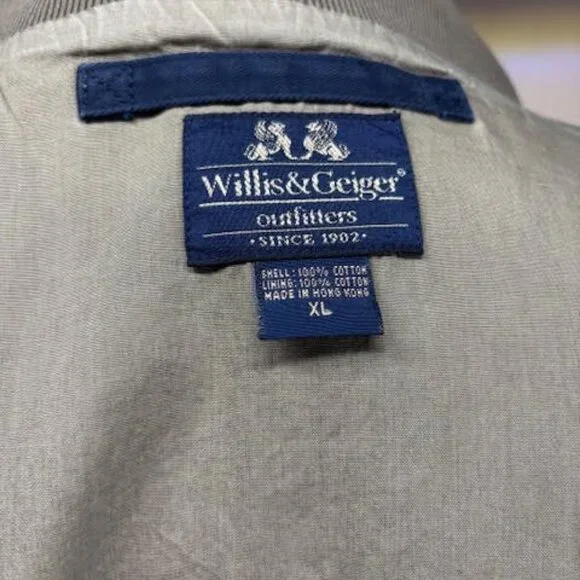 Willis&Geiger®
outfitters
·SINCE 1902·
SHELL: 100% COTTON
LINING: 100% COTTON
MADE IN HONG KONG
XL